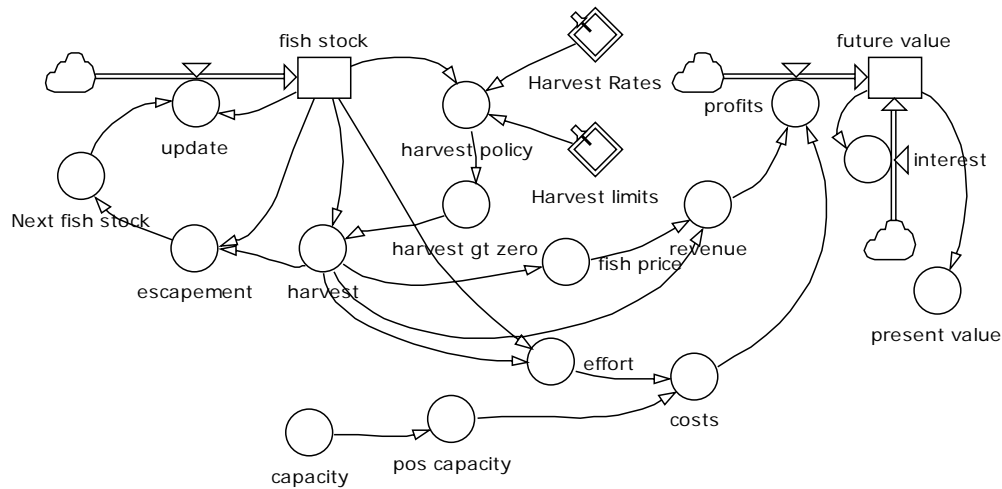 fish stock
future value
Harvest Rates
profits
update
harvest policy
interest
Harvest limits
Next fish stock
harvest gt zero
revenue
fish price
escapement
harvest
present value
effort
costs
pos capacity
capacity